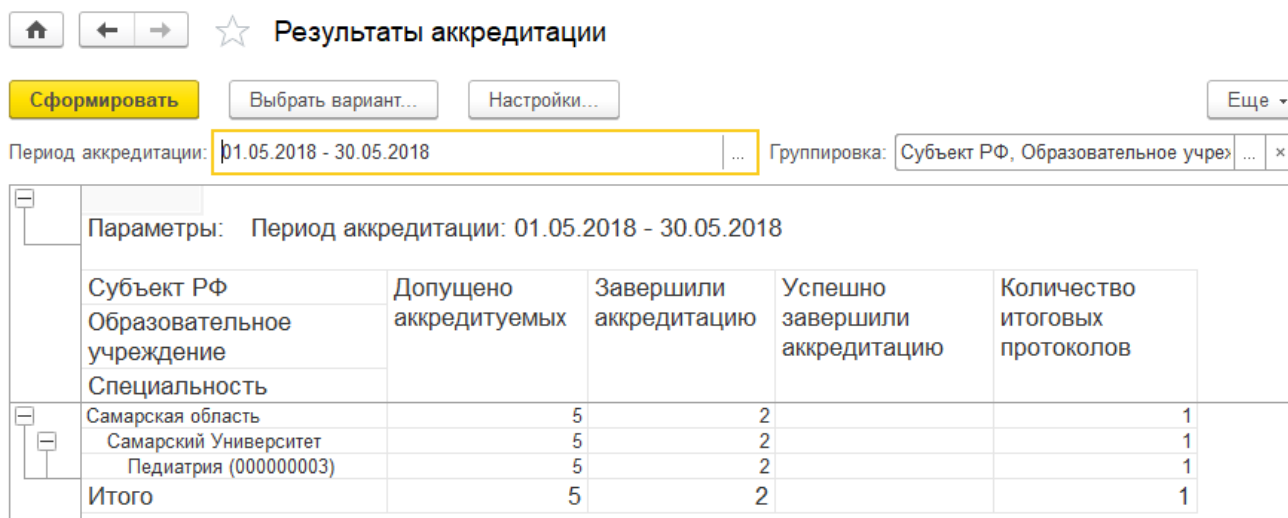 Результаты аккредитации
Сформировать Выбрать вариант... Настройки... Еще
Период аккредитации: 01.05.2018 - 30.05.2018 ... Группировка: Субъект РФ, Образовательное учреж ... ×
Параметры: Период аккредитации: 01.05.2018 - 30.05.2018
Субъект РФ Допущено Завершили Успешно Количество
Образовательное аккредитуемых аккредитацию завершили итоговых
учреждение аккредитацию протоколов
Специальность
Самарская область 5 2 1
Самарский Университет 5 2 1
Педиатрия (000000003) 5 2 1
Итого 5 2 1